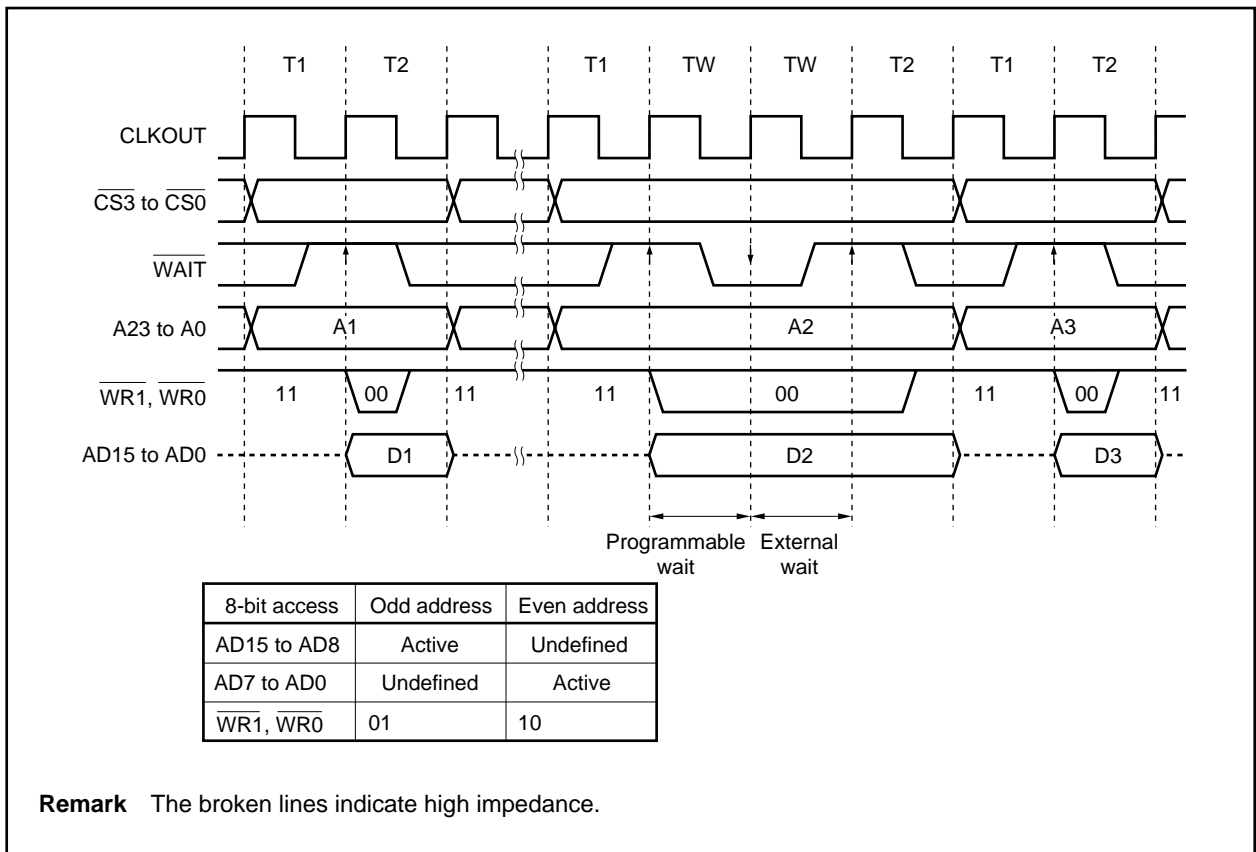 T1 T2 T1 TW TW T2 T1 T2
CLKOUT
CS3 to CS0
WAIT
A23 to A0 A1 A2 A3
WR1, WR0 11 00 11 11 00 11 00 11
AD15 to AD0 D1 D2 D3
Programmable wait
External wait
8-bit access Odd address Even address
AD15 to AD8 Active Undefined
AD7 to AD0 Undefined Active
WR1, WR0 01 10
Remark The broken lines indicate high impedance.